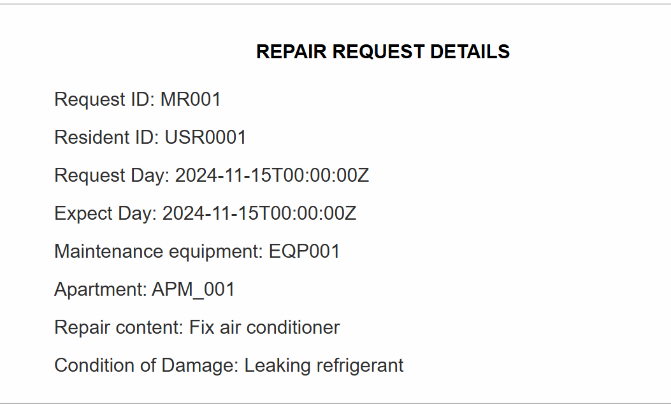 REPAIR REQUEST DETAILS
Request ID: MR001
Resident ID: USR0001
Request Day: 2024-11-15T00:00:00Z
Expect Day: 2024-11-15T00:00:00Z
Maintenance equipment: EQP001
Apartment: APM_001
Repair content: Fix air conditioner
Condition of Damage: Leaking refrigerant